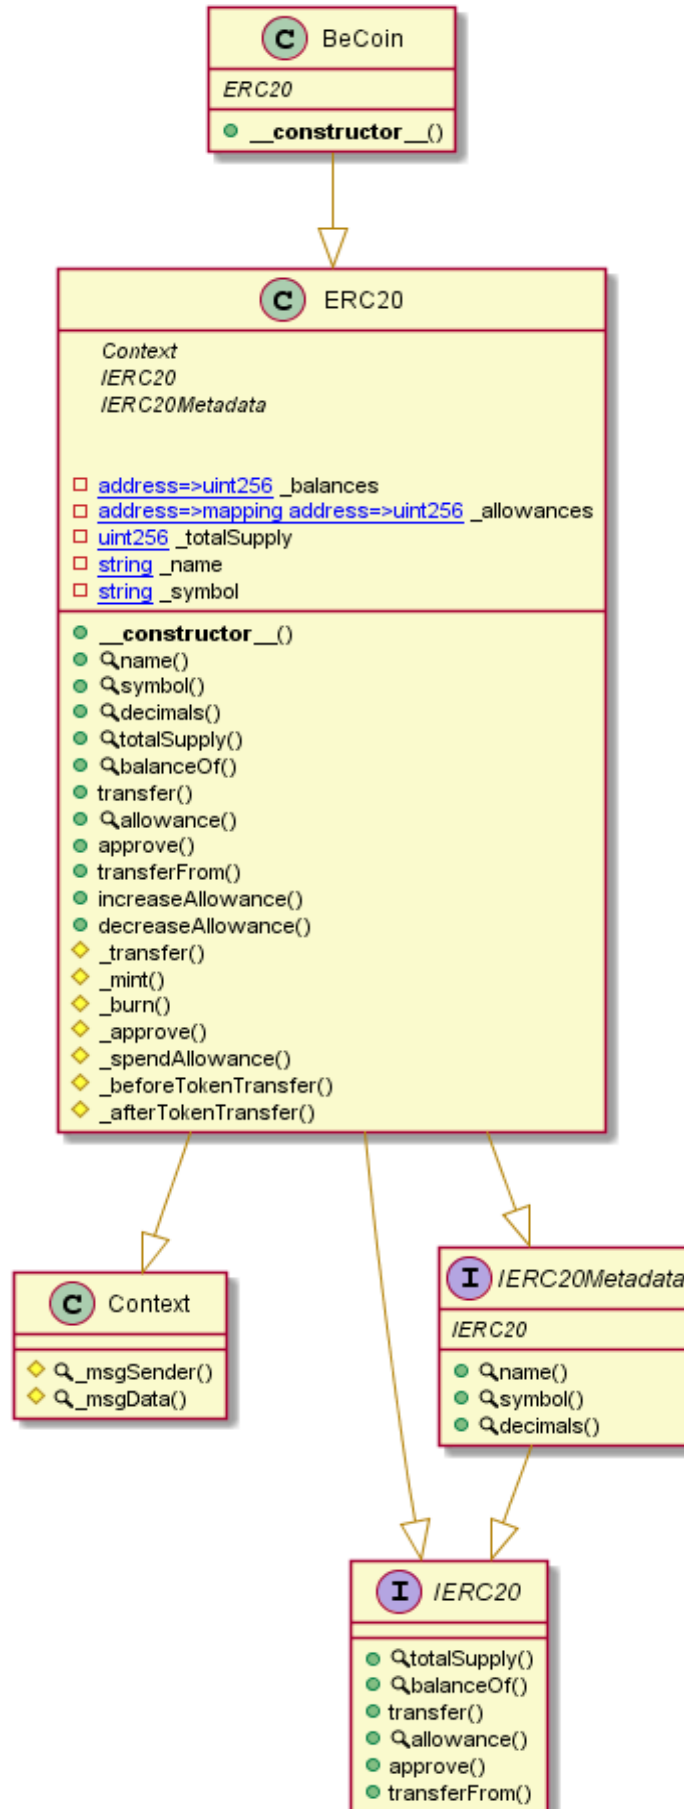 C BeCoin
ERC20
__constructor__()
C ERC20
Context
IERC20
IERC20Metadata
address=>uint256 _balances
address=>mapping address=>uint256 _allowances
uint256 _totalSupply
string _name
string _symbol
__constructor__()
name()
symbol()
decimals()
totalSupply()
balanceOf()
transfer()
allowance()
approve()
transferFrom()
increaseAllowance()
decreaseAllowance()
_transfer()
_mint()
_burn()
_approve()
_spendAllowance()
_beforeTokenTransfer()
_afterTokenTransfer()
C Context
_msgSender()
_msgData()
I IERC20Metadata
IERC20
name()
symbol()
decimals()
I IERC20
totalSupply()
balanceOf()
transfer()
allowance()
approve()
transferFrom()